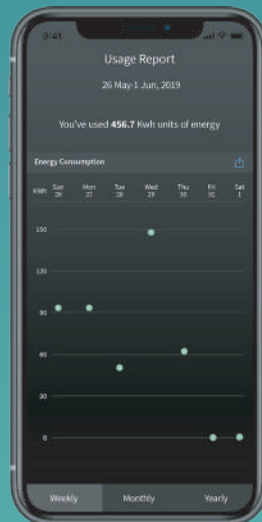 9:41
Usage Report
26 May-1 Jun, 2019
You've used 456.7 Kwh units of energy
Energy Consumption
KWh Sun Mon Tue Wed Thu Fri Sat
26 27 28 29 30 31 1
150
120
90
60
30
0
Weekly Monthly Yearly